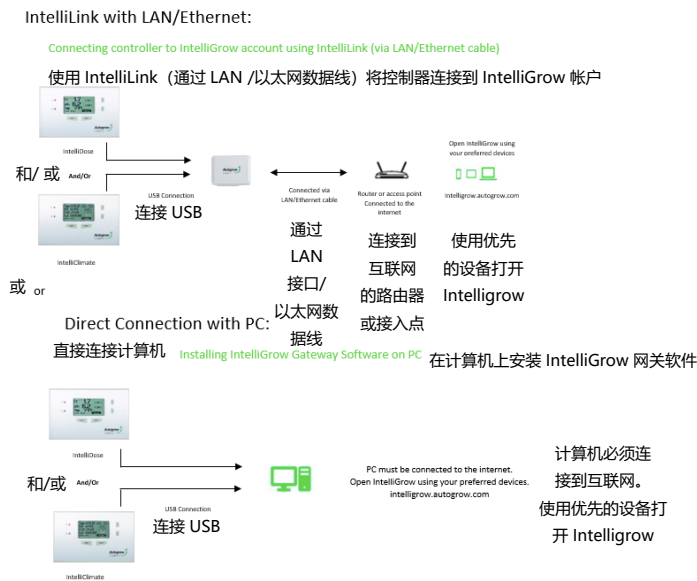 IntelliLink with LAN/Ethernet:
Connecting controller to IntelliGrow account using IntelliLink (via LAN/Ethernet cable)
使用 IntelliLink（通过 LAN /以太网数据线）将控制器连接到 IntelliGrow 帐户
Autogrow
IntelliDose
和/ 或 And/Or
Autogrow
IntelliClimate
USB Connection
连接 USB
Autogrow
Connected via
LAN/Ethernet cable
通过
LAN
接口/
以太网数
据线
Router or access point
Connected to the
internet
连接到
互联网
的路由器
或接入点
Open IntelliGrow using
your preferred devices
intelligrow.autogrow.com
使用优先
的设备打开
Intelligrow
或 or
Direct Connection with PC:
直接连接计算机 Installing IntelliGrow Gateway Software on PC 在计算机上安装 IntelliGrow 网关软件
Autogrow
IntelliDose
和/或 And/Or
Autogrow
IntelliClimate
USB Connection
连接 USB
PC must be connected to the internet.
Open IntelliGrow using your preferred devices.
intelligrow.autogrow.com
计算机必须连
接到互联网。
使用优先的设备打
开 Intelligrow